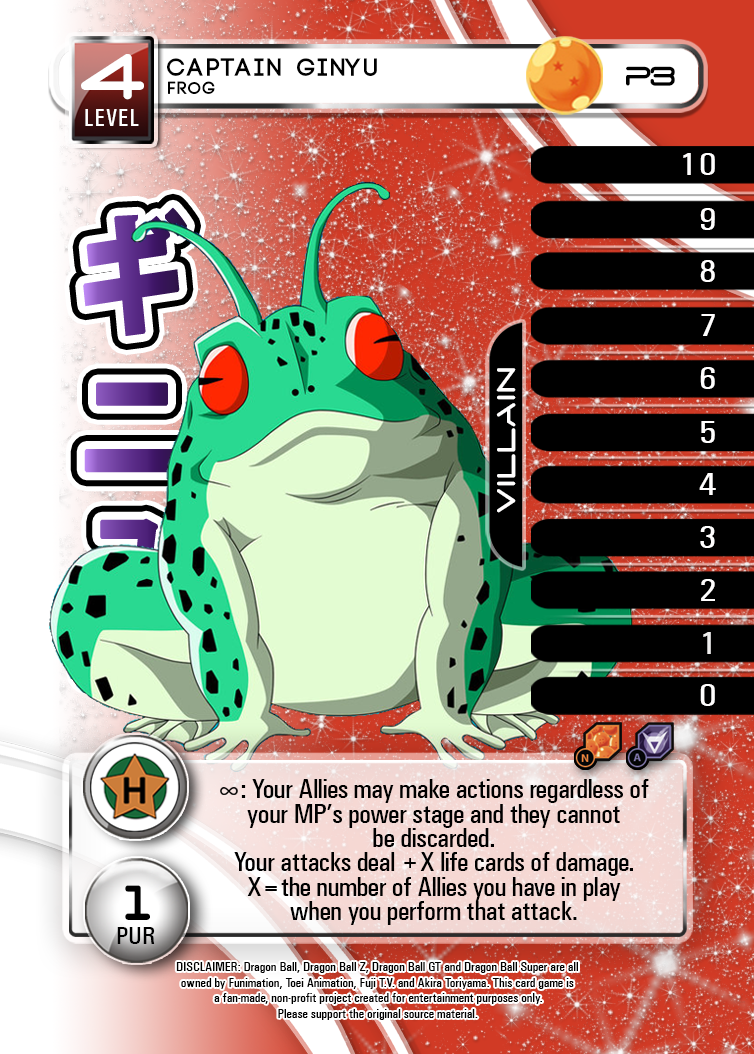 4
LEVEL
CAPTAIN GINYU
FROG
P3
10
9
8
7
6
5
4
3
2
1
0
VILLAIN
ギニュ
N
A
H
∞: Your Allies may make actions regardless of
your MP's power stage and they cannot
be discarded.
Your attacks deal +X life cards of damage.
X = the number of Allies you have in play
when you perform that attack.
1
PUR
DISCLAIMER: Dragon Ball, Dragon Ball Z, Dragon Ball GT and Dragon Ball Super are all
owned by Funimation, Toei Animation, Fuji T.V. and Akira Toriyama. This card game is
a fan-made, non-profit project created for entertainment purposes only.
Please support the original source material.